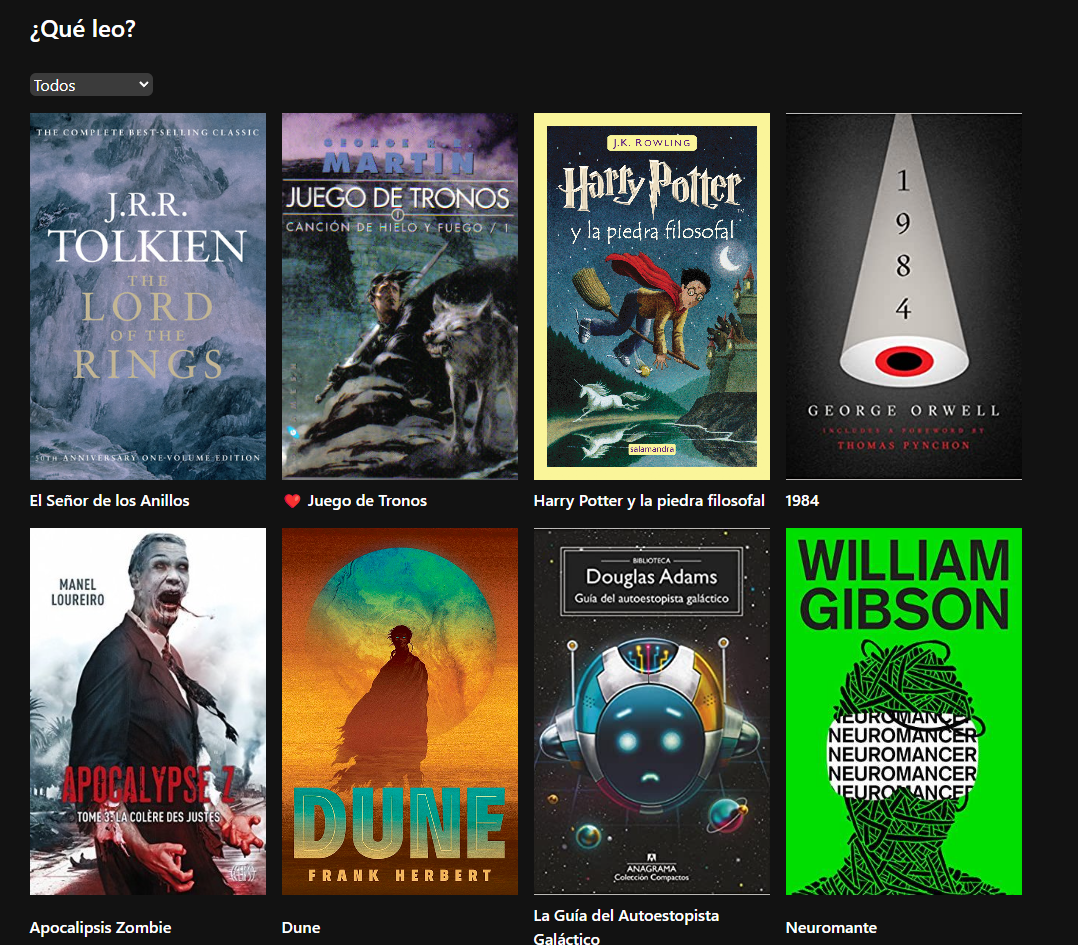 ¿Qué leo?
Todos
THE COMPLETE BEST-SELLING CLASSIC
J.R.R.
TOLKIEN
THE
LORD
OF THE
RINGS
50TH ANNIVERSARY ONE-VOLUME EDITION
El Señor de los Anillos
GEORGE R.R.
MARTIN
JUEGO DE TRONOS
CANCIÓN DE HIELO Y FUEGO / 1
❤️ Juego de Tronos
J.K. ROWLING
Harry Potter
y la piedra filosofal
salamandra
Harry Potter y la piedra filosofal
1
9
8
4
GEORGE ORWELL
INCLUDES A FOREWORD BY
THOMAS PYNCHON
1984
MANEL
LOUREIRO
APOCALYPSE Z
TOME 3: LA COLÈRE DES JUSTES
Apocalipsis Zombie
DUNE
FRANK HERBERT
Dune
BIBLIOTECA
Douglas Adams
Guía del autoestopista galáctico
ANAGRAMA
Colección Compactos
La Guía del Autoestopista
Galáctico
WILLIAM
GIBSON
NEUROMANCER
NEUROMANCER
NEUROMANCER
NEUROMANCER
NEUROMANCER
Neuromante